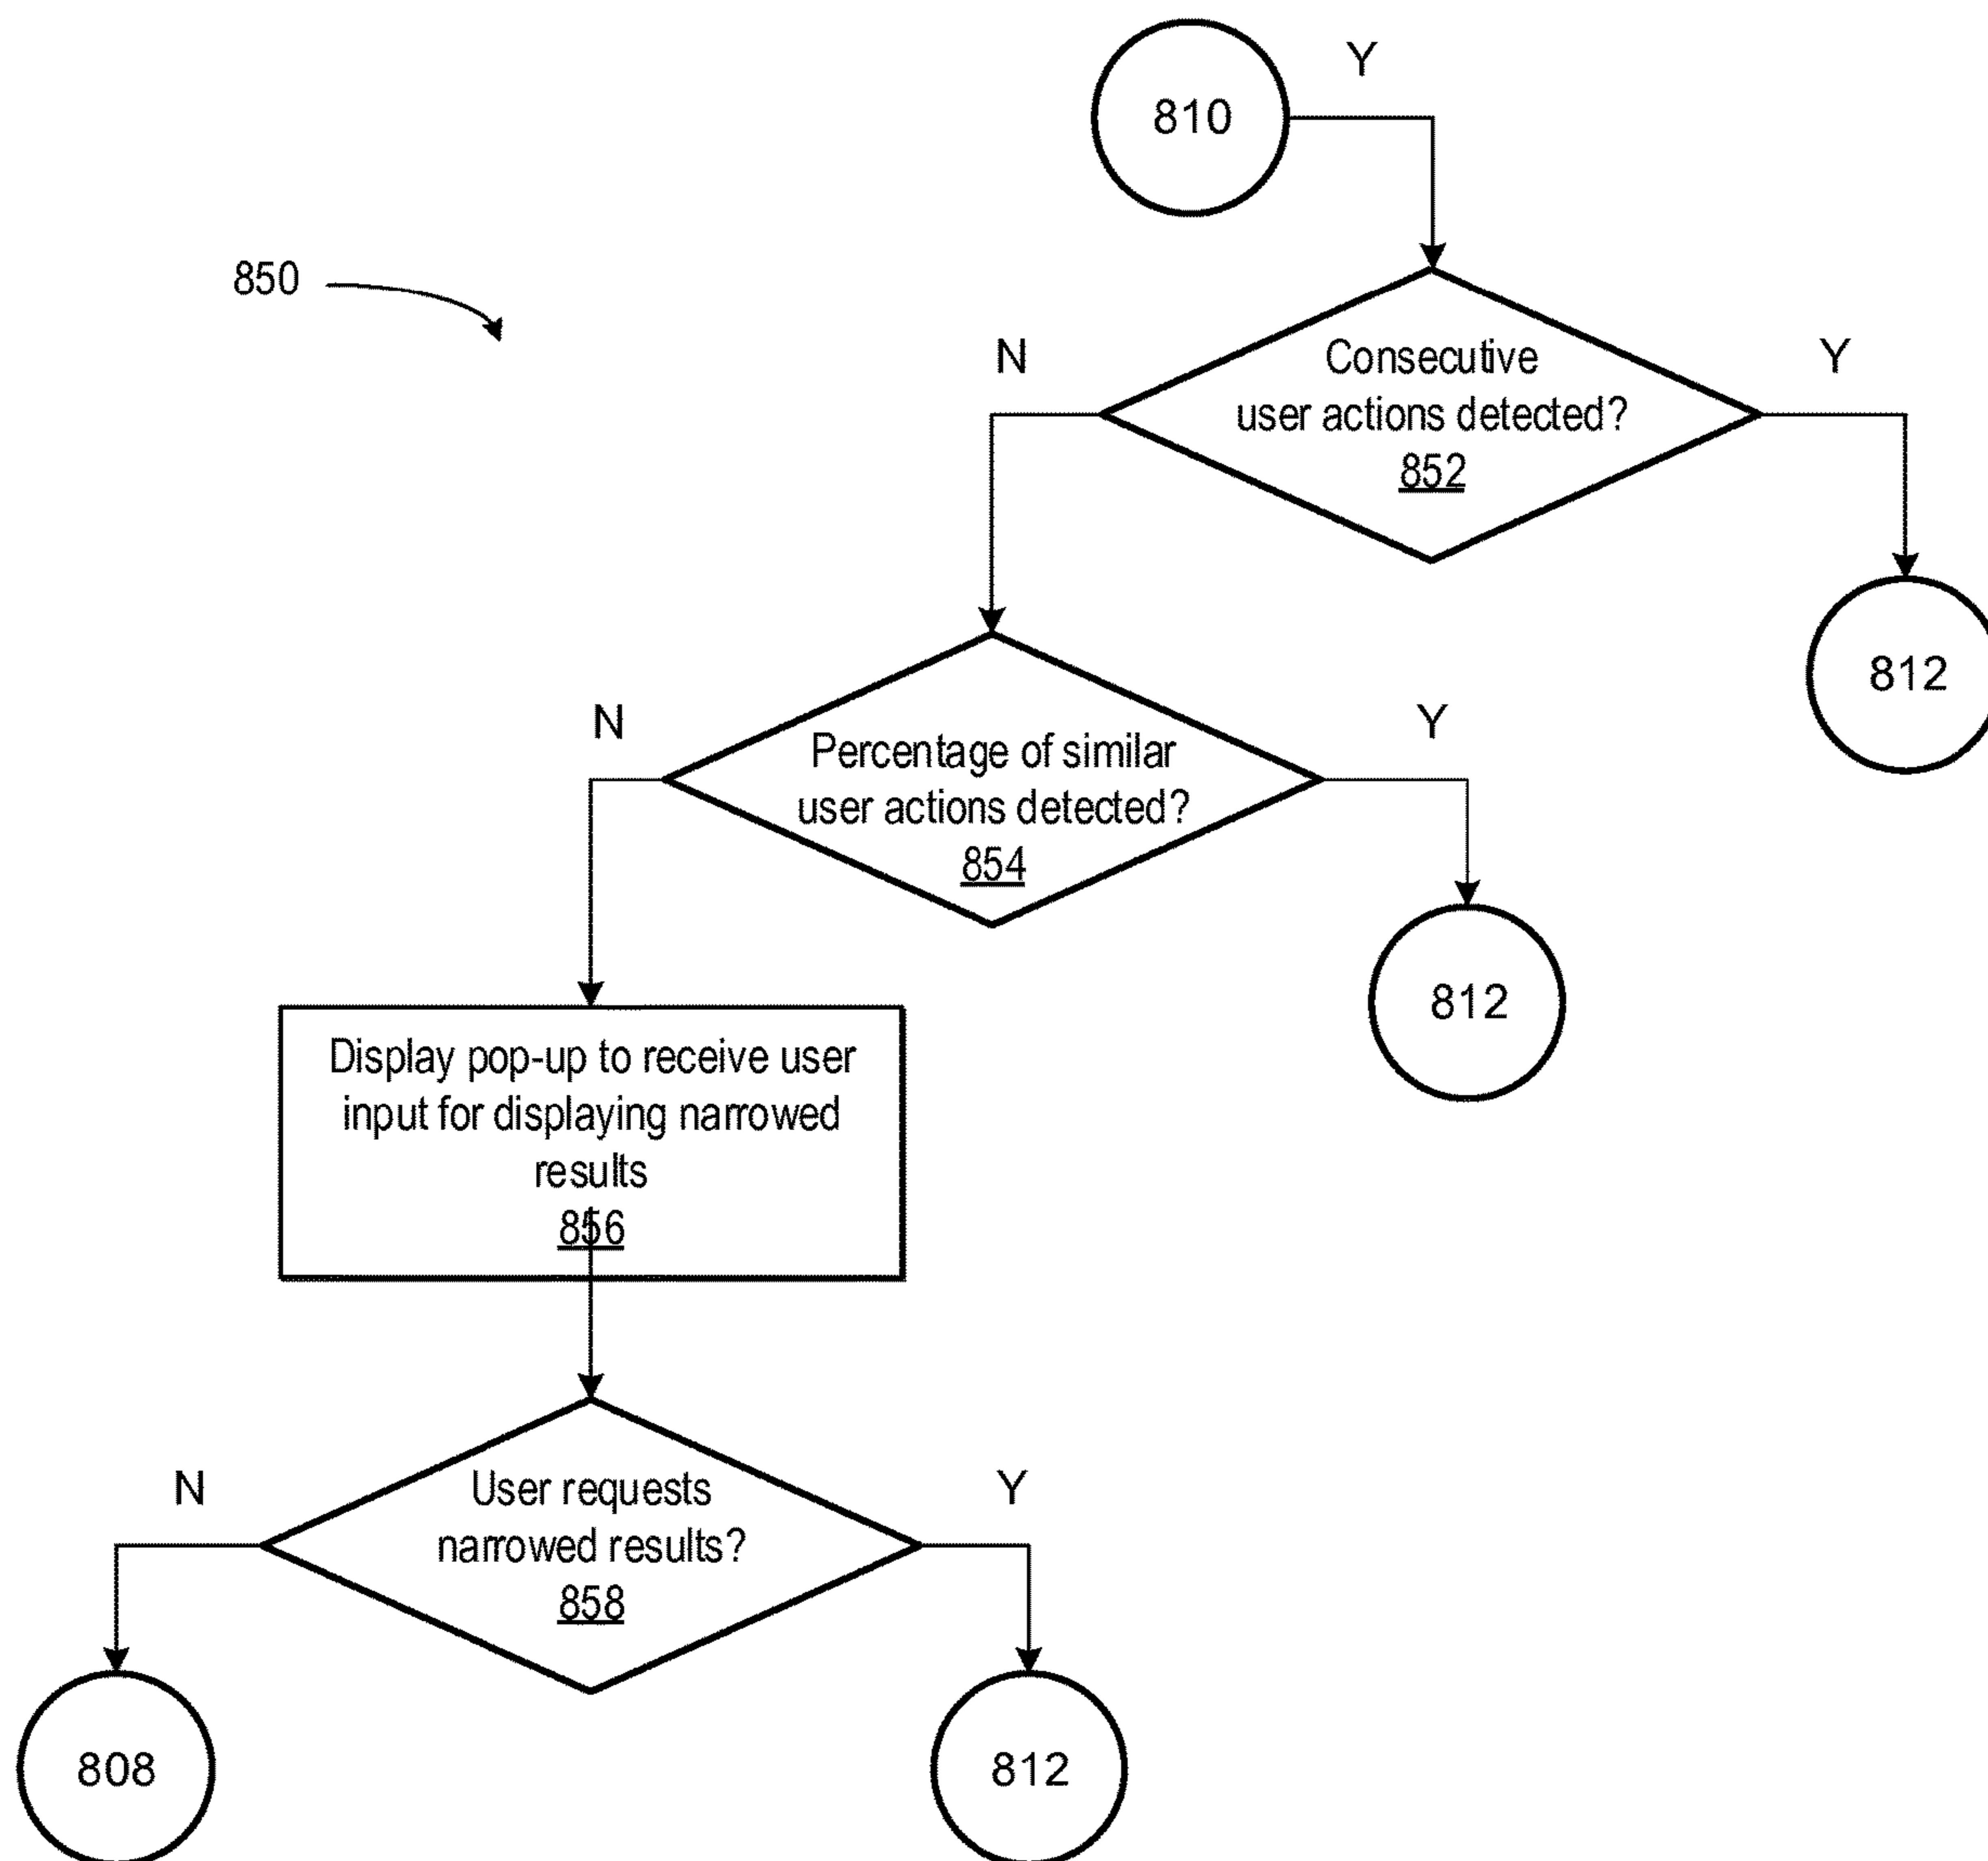 Y
810
850
N
Consecutive
user actions detected?
852
Y
812
N
Percentage of similar
user actions detected?
854
Y
812
Display pop-up to receive user
input for displaying narrowed
results
856
N
User requests
narrowed results?
858
Y
808
812